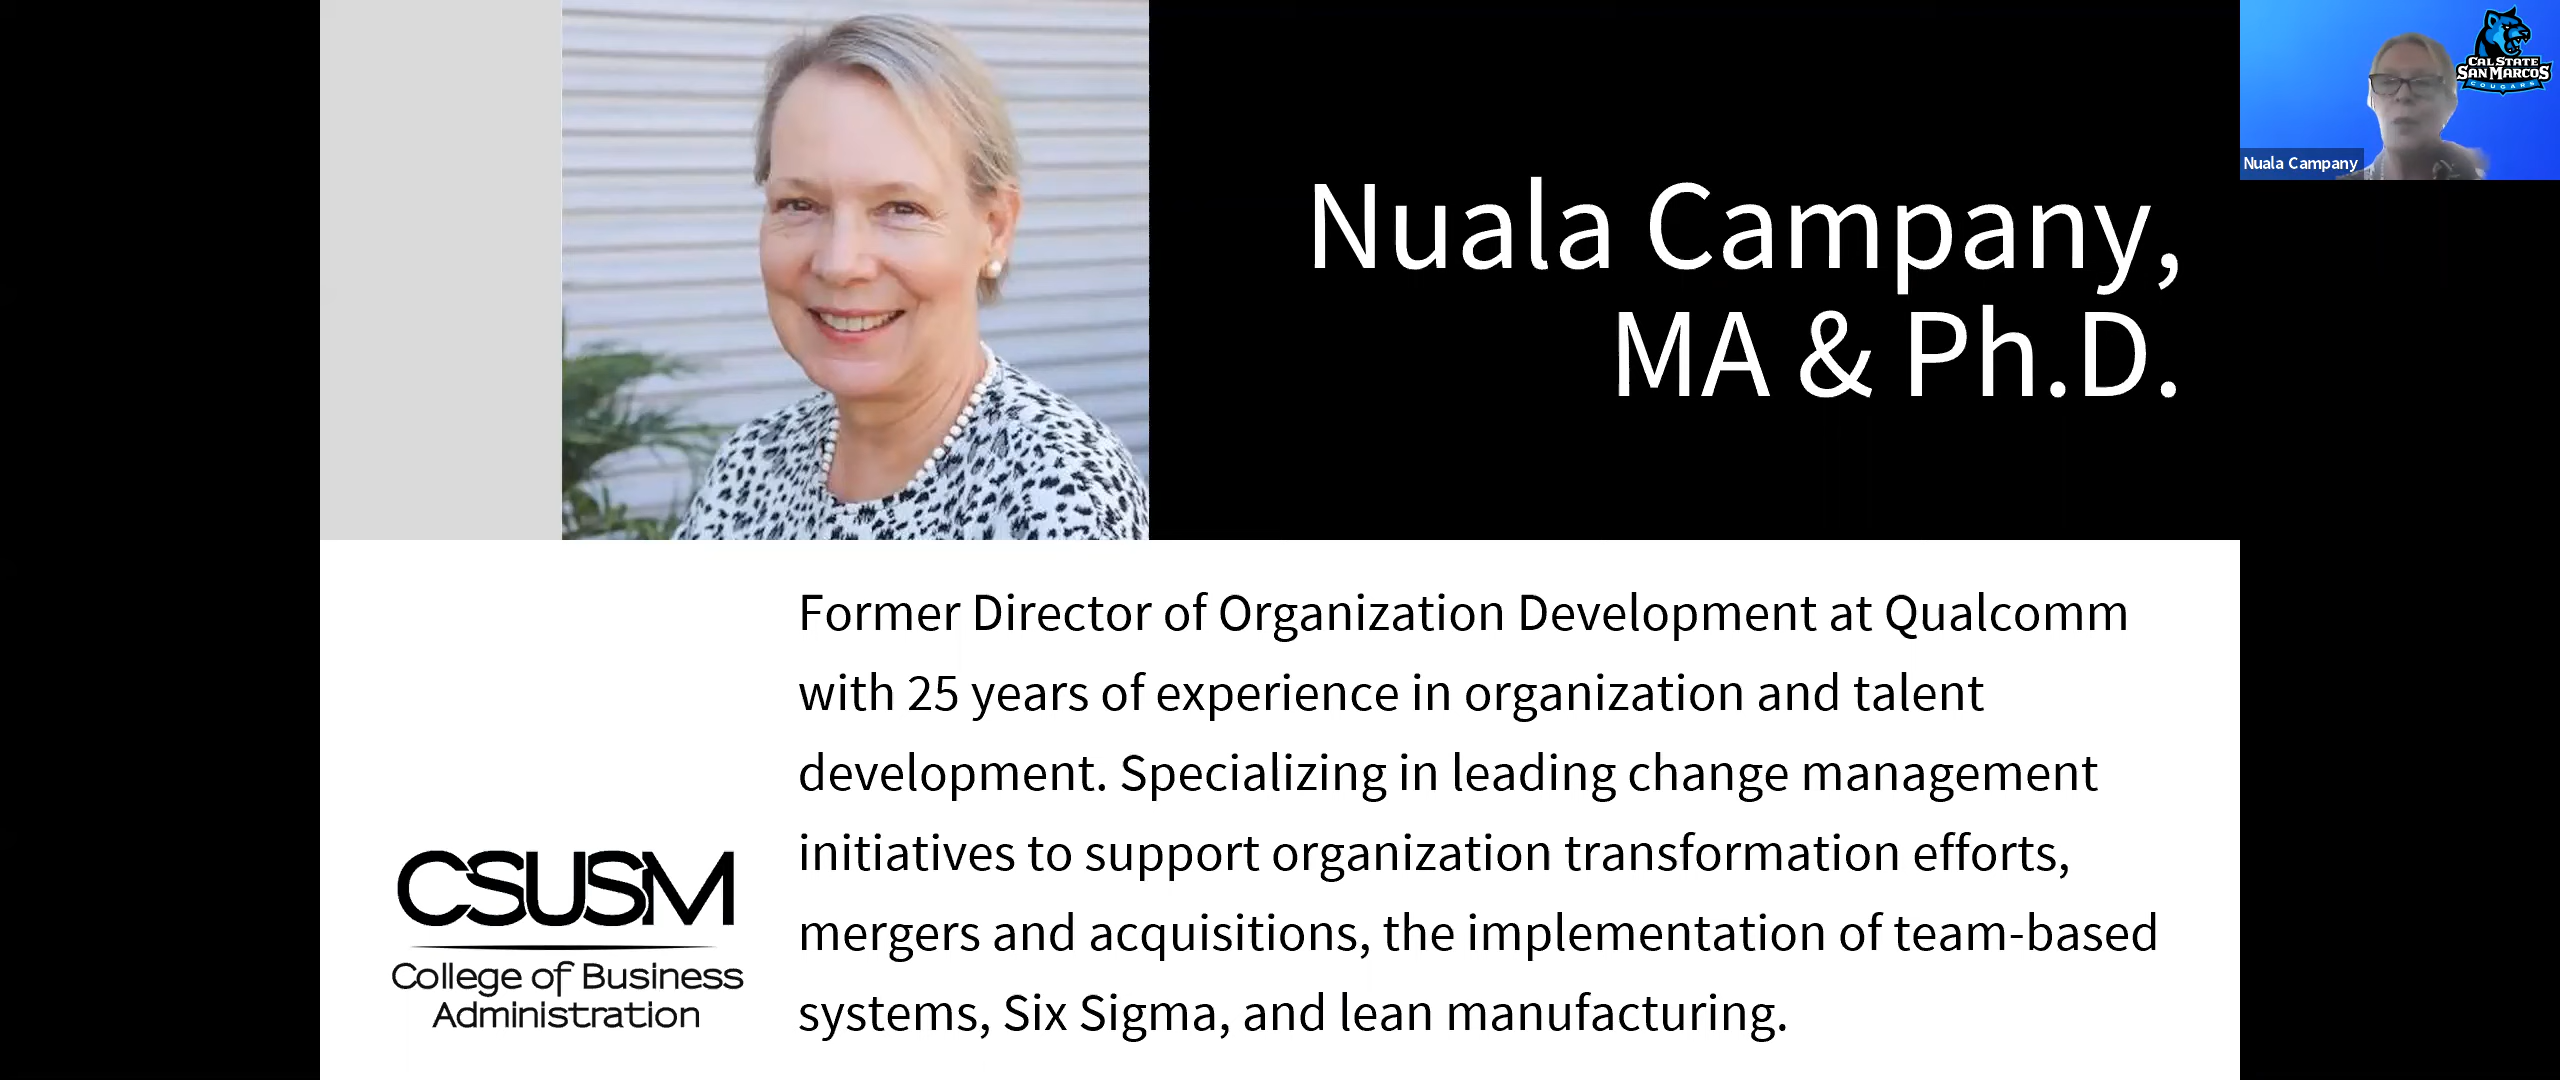 Nuala Campany,
MA & Ph.D.
CAL STATE
SAN MARCOS
COUGARS
Nuala Campany
Former Director of Organization Development at Qualcomm
with 25 years of experience in organization and talent
development. Specializing in leading change management
initiatives to support organization transformation efforts,
mergers and acquisitions, the implementation of team-based
systems, Six Sigma, and lean manufacturing.
CSUSM
College of Business
Administration